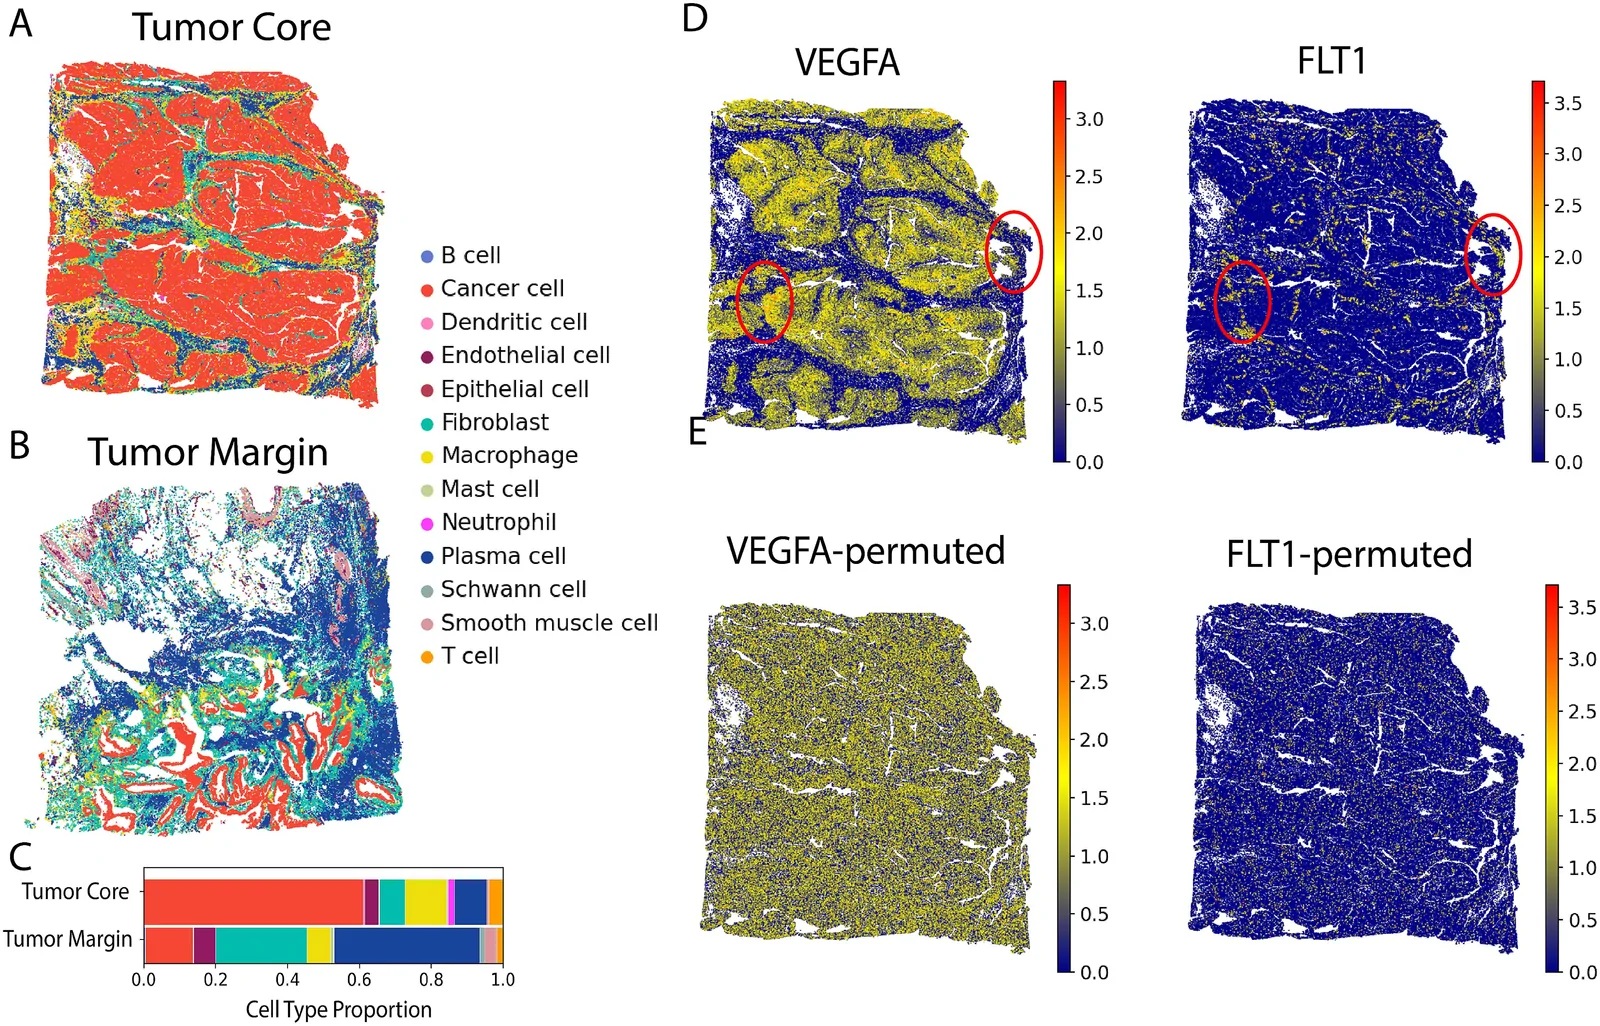 A
Tumor Core
B cell
Cancer cell
Dendritic cell
Endothelial cell
Epithelial cell
Fibroblast
Macrophage
Mast cell
Neutrophil
Plasma cell
Schwann cell
Smooth muscle cell
T cell
B
Tumor Margin
C
Tumor Core
Tumor Margin
0.0 0.2 0.4 0.6 0.8 1.0
Cell Type Proportion
D
VEGFA
3.0
2.5
2.0
1.5
1.0
0.5
0.0
FLT1
3.5
3.0
2.5
2.0
1.5
1.0
0.5
0.0
E
VEGFA-permuted
3.0
2.5
2.0
1.5
1.0
0.5
0.0
FLT1-permuted
3.5
3.0
2.5
2.0
1.5
1.0
0.5
0.0